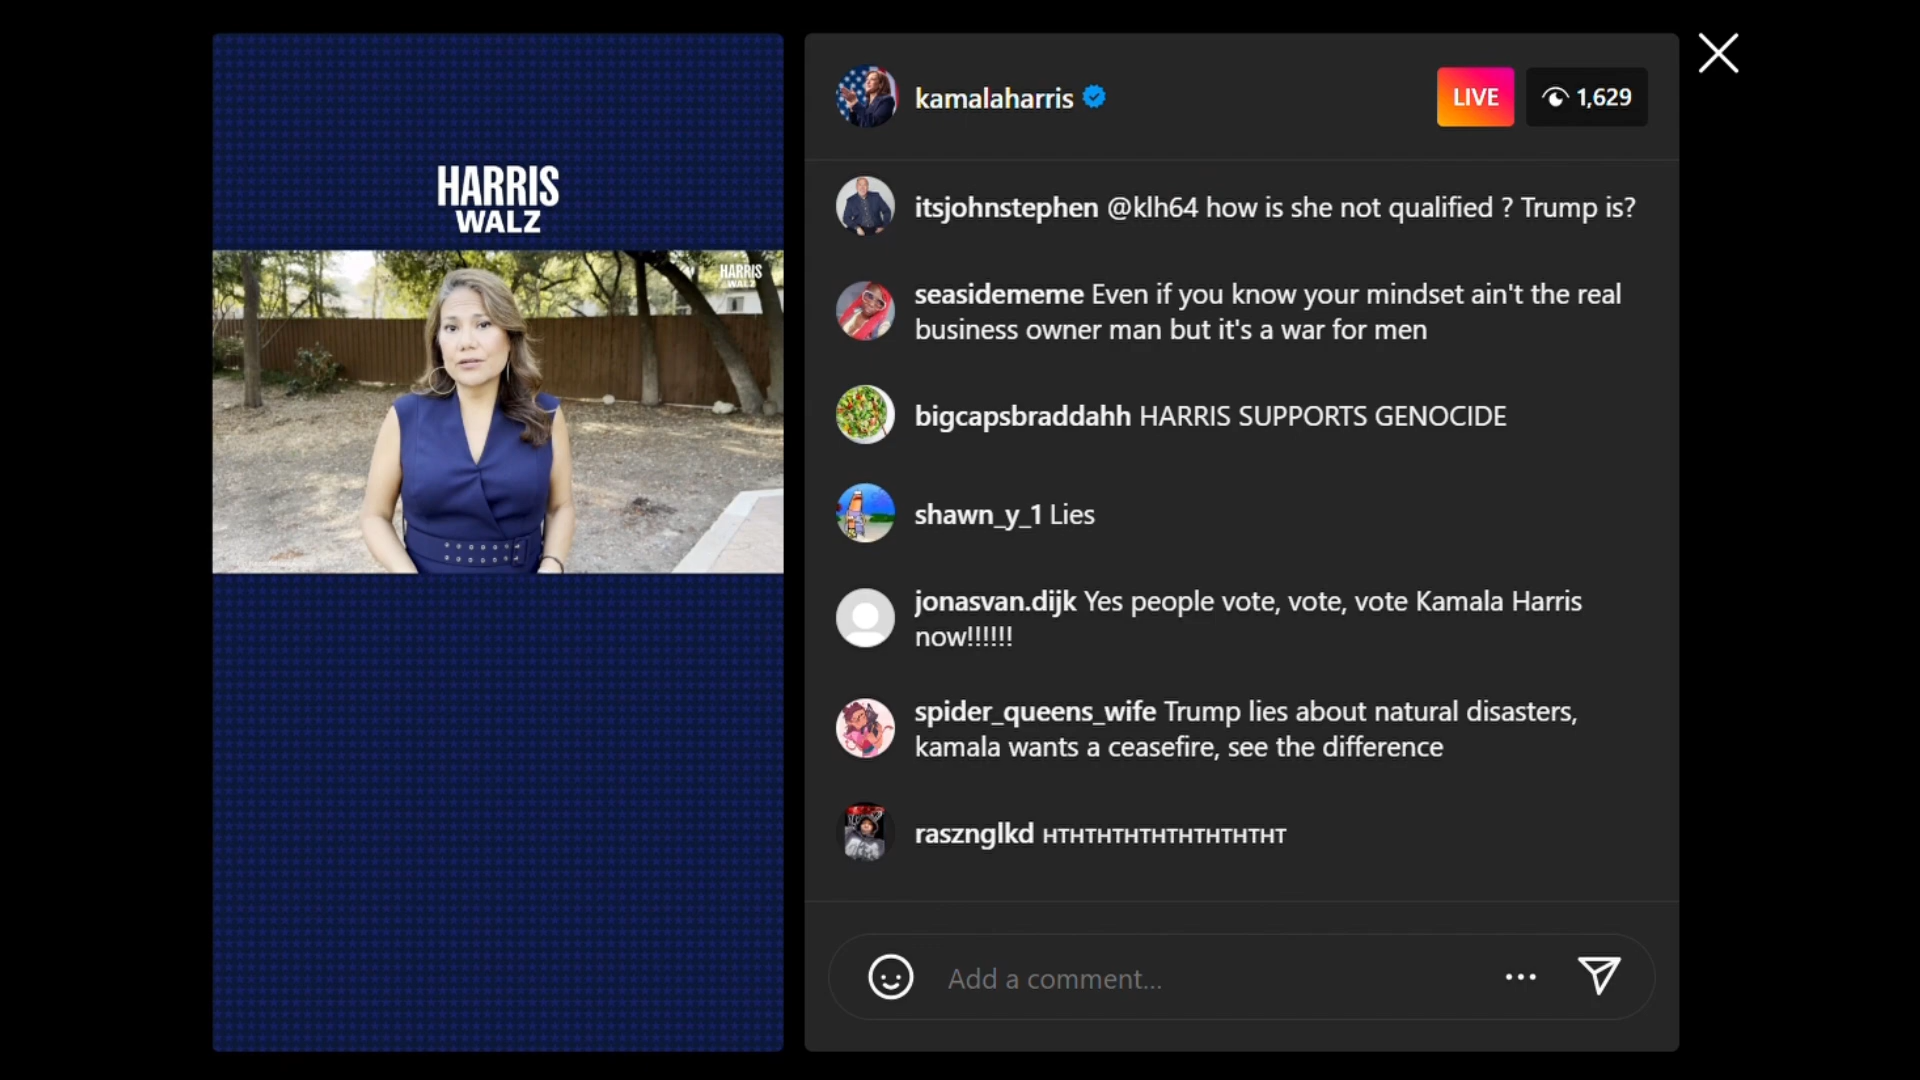 HARRIS
WALZ
HARRIS
WALZ
kamalaharris
LIVE
1,629
itsjohnstephen @klh64 how is she not qualified ? Trump is?
seasidememe Even if you know your mindset ain't the real
business owner man but it's a war for men
bigcapsbraddahh HARRIS SUPPORTS GENOCIDE
shawn_y_1 Lies
jonasvan.dijk Yes people vote, vote, vote Kamala Harris
now!!!!!!
spider_queens_wife Trump lies about natural disasters,
kamala wants a ceasefire, see the difference
rasznglkd нтнтнтнтнтнтнтнтнт
Add a comment...